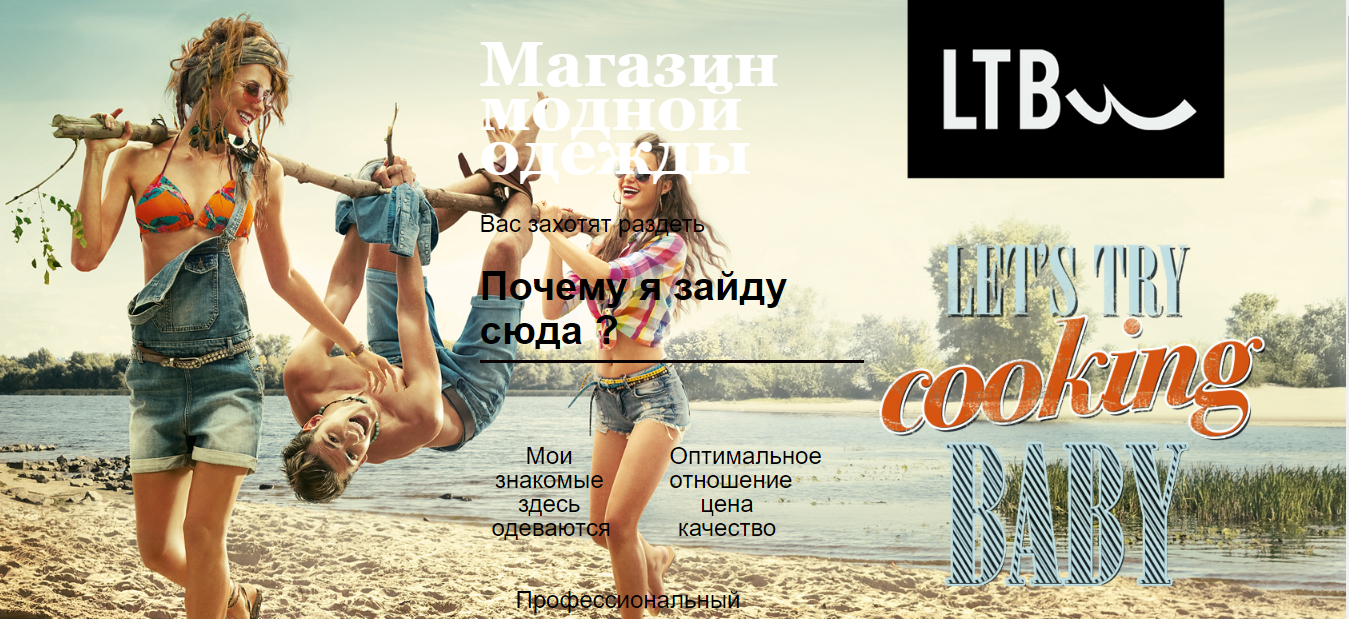 Магазин
модной
одежды
Вас захотят раздеть
Почему я зайду
сюда ?
Мои
знакомые
здесь
одеваются
Оптимальное
отношение
цена
качество
Профессиональный
LTB
LET'S TRY
cooking
BABY